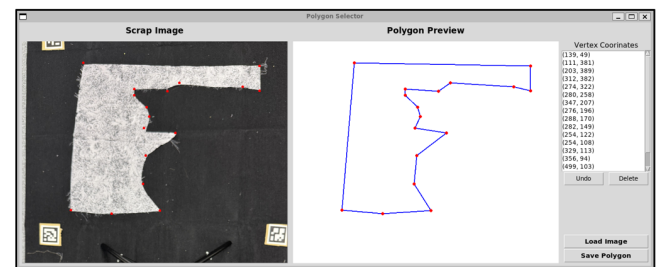 Polygon Selector
Scrap Image
Polygon Preview
Vertex Coorinates
(139, 49)
(111, 381)
(203, 389)
(312, 382)
(274, 322)
(280, 258)
(347, 207)
(276, 196)
(288, 170)
(282, 149)
(254, 122)
(254, 108)
(329, 113)
(356, 94)
(499, 103)
Undo
Delete
Load Image
Save Polygon